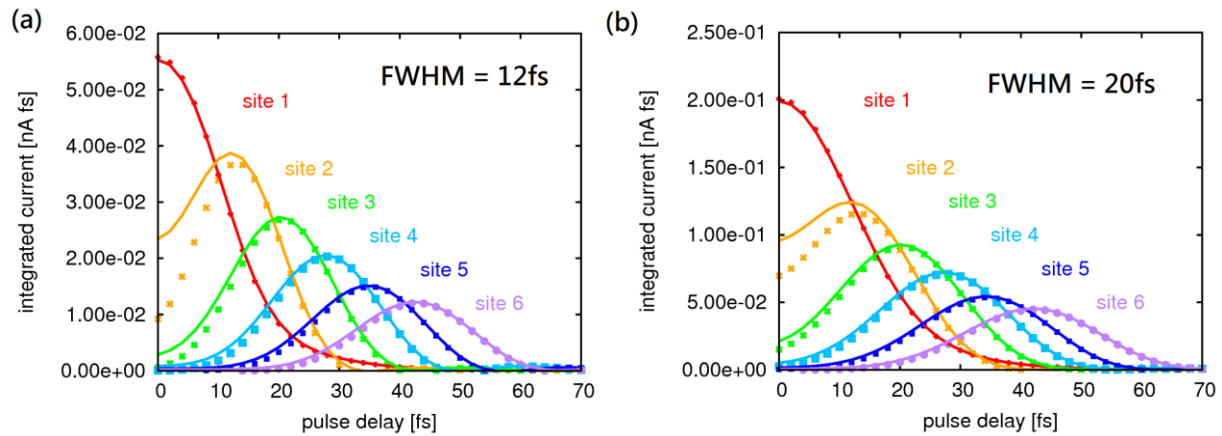 (a)
6.00e-02
5.00e-02
4.00e-02
3.00e-02
2.00e-02
1.00e-02
0.00e+00
integrated current [nA fs]
FWHM = 12fs
site 1
site 2
site 3
site 4
site 5
site 6
0 10 20 30 40 50 60 70
pulse delay [fs]
(b)
2.50e-01
2.00e-01
1.50e-01
1.00e-01
5.00e-02
0.00e+00
integrated current [nA fs]
FWHM = 20fs
site 1
site 2
site 3
site 4
site 5
site 6
0 10 20 30 40 50 60 70
pulse delay [fs]